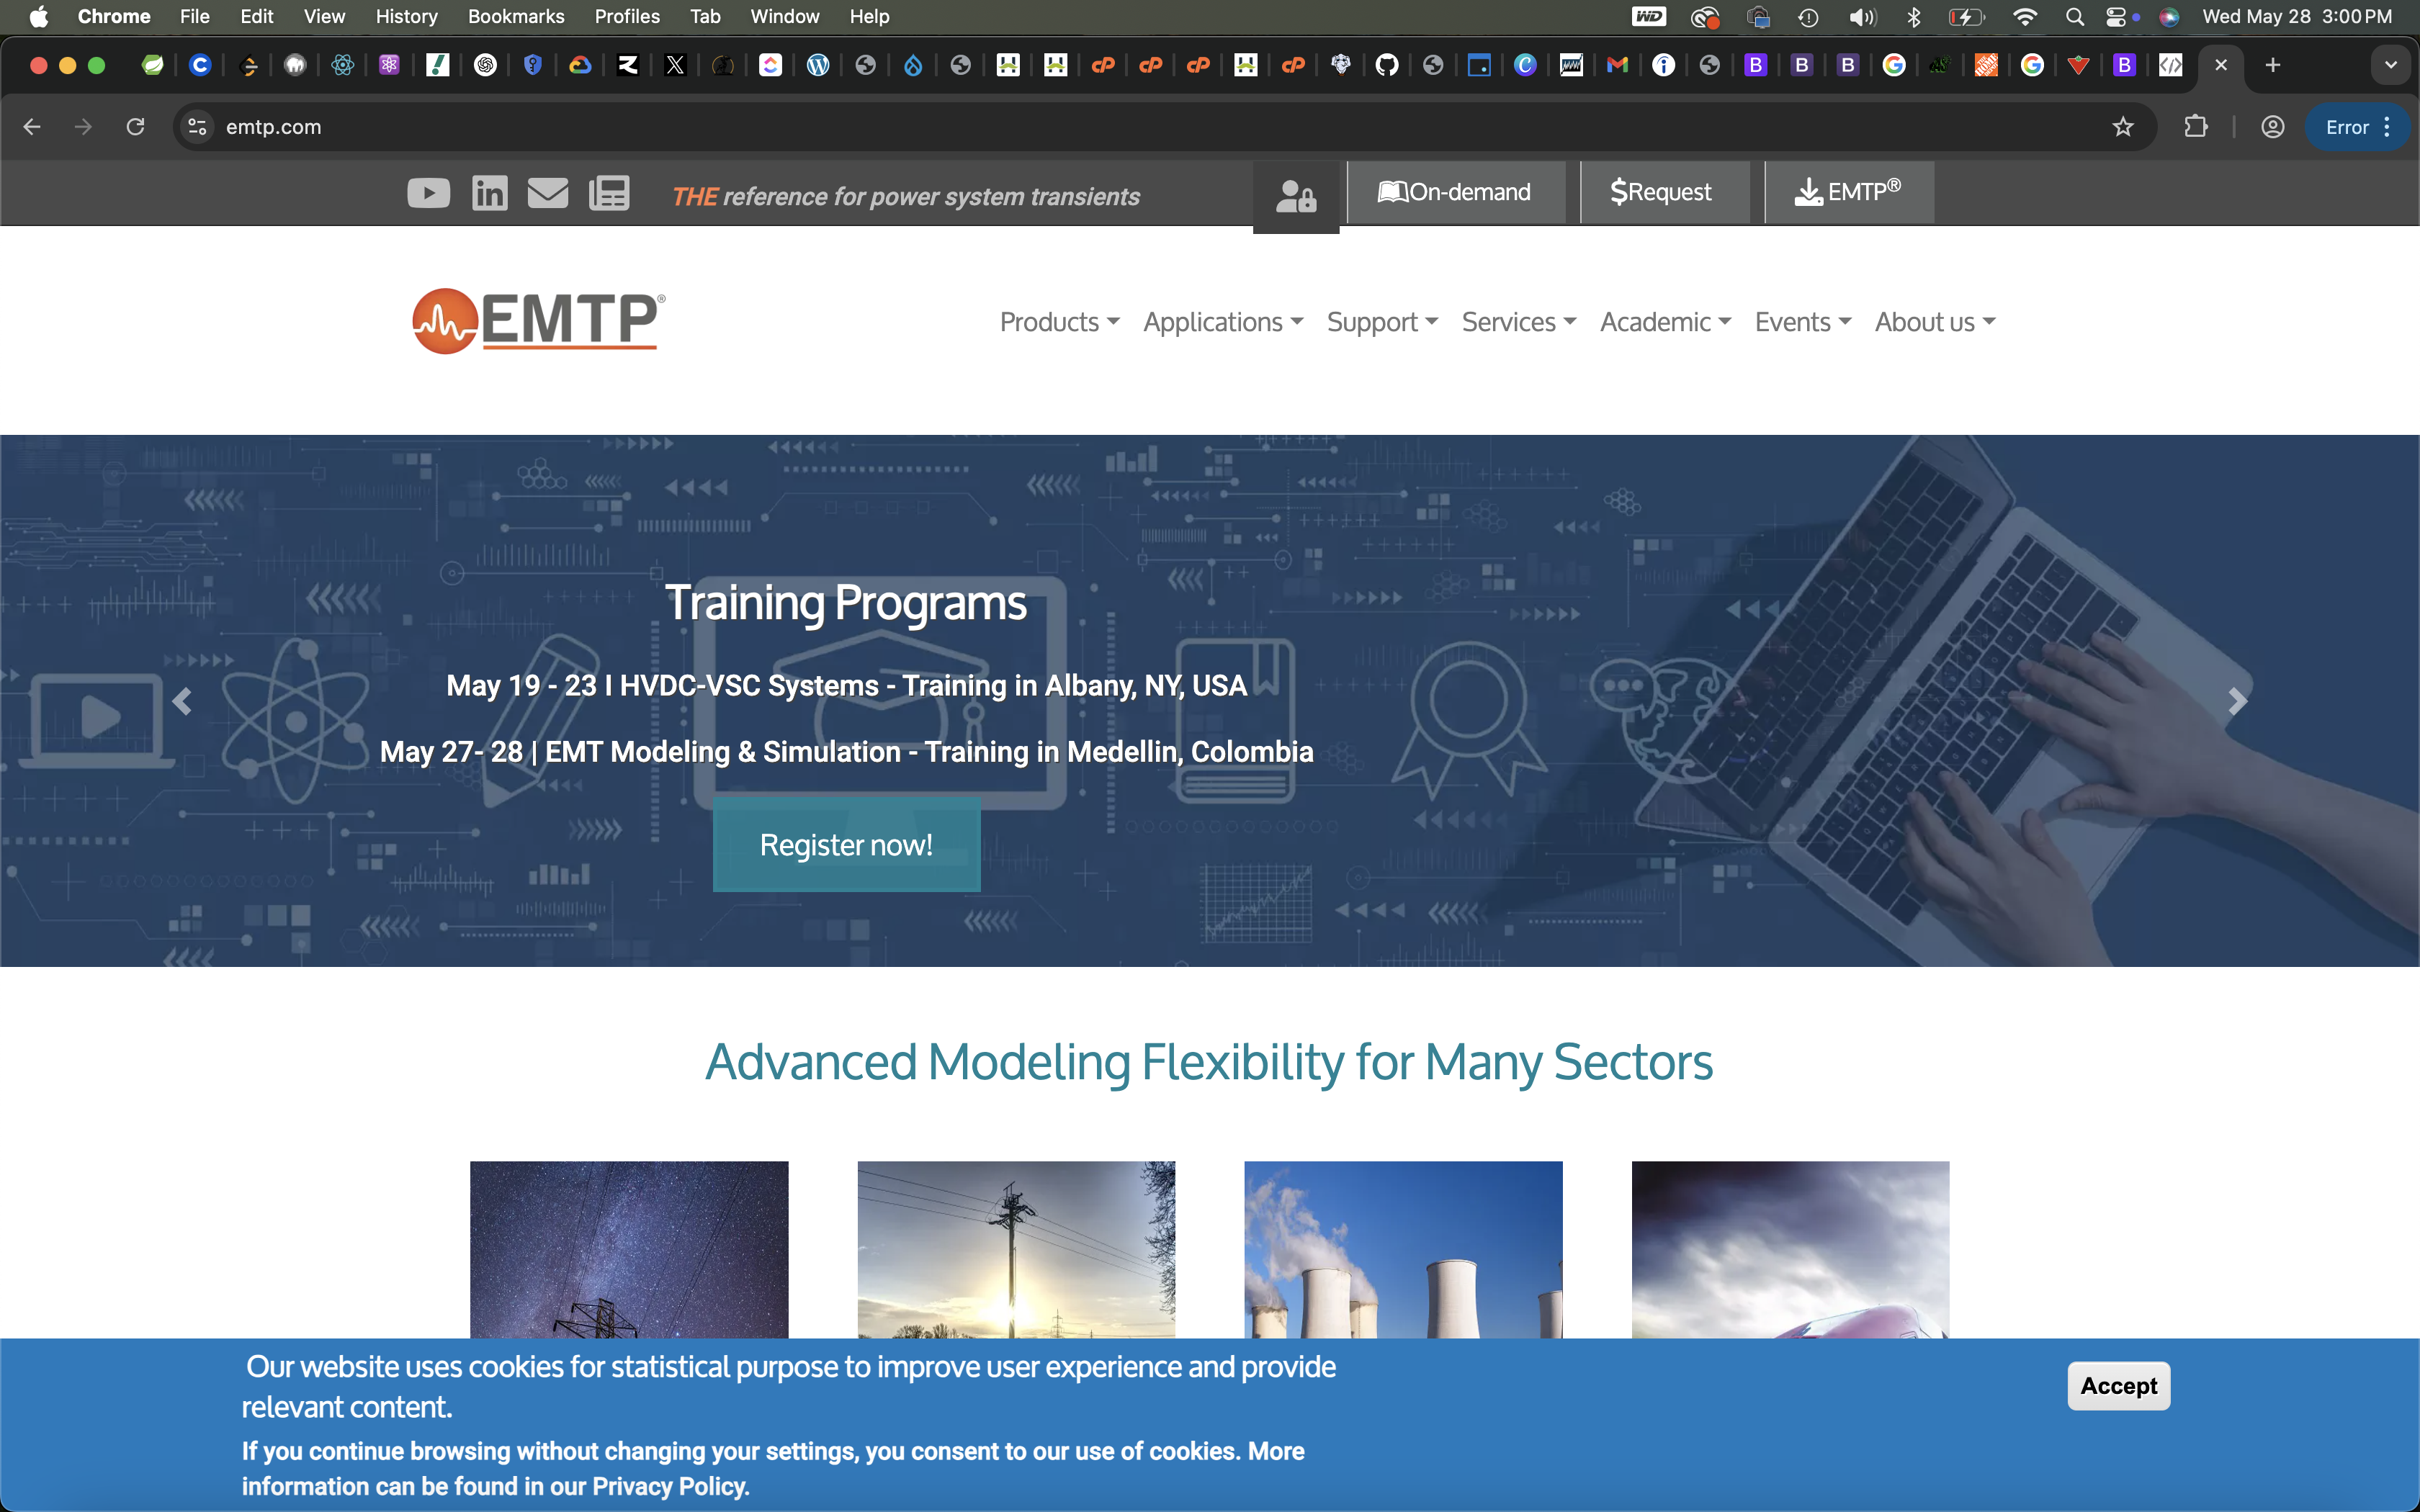 Chrome File Edit View History Bookmarks Profiles Tab Window Help WD Wed May 28 3:00 PM
emtp.com Error
THE reference for power system transients On-demand $Request EMTP®
EMTP® Products Applications Support Services Academic Events About us
Training Programs
May 19 - 23 I HVDC-VSC Systems - Training in Albany, NY, USA
May 27- 28 | EMT Modeling & Simulation - Training in Medellin, Colombia
Register now!
Advanced Modeling Flexibility for Many Sectors
Our website uses cookies for statistical purpose to improve user experience and provide
relevant content.
Accept
If you continue browsing without changing your settings, you consent to our use of cookies. More
information can be found in our Privacy Policy.